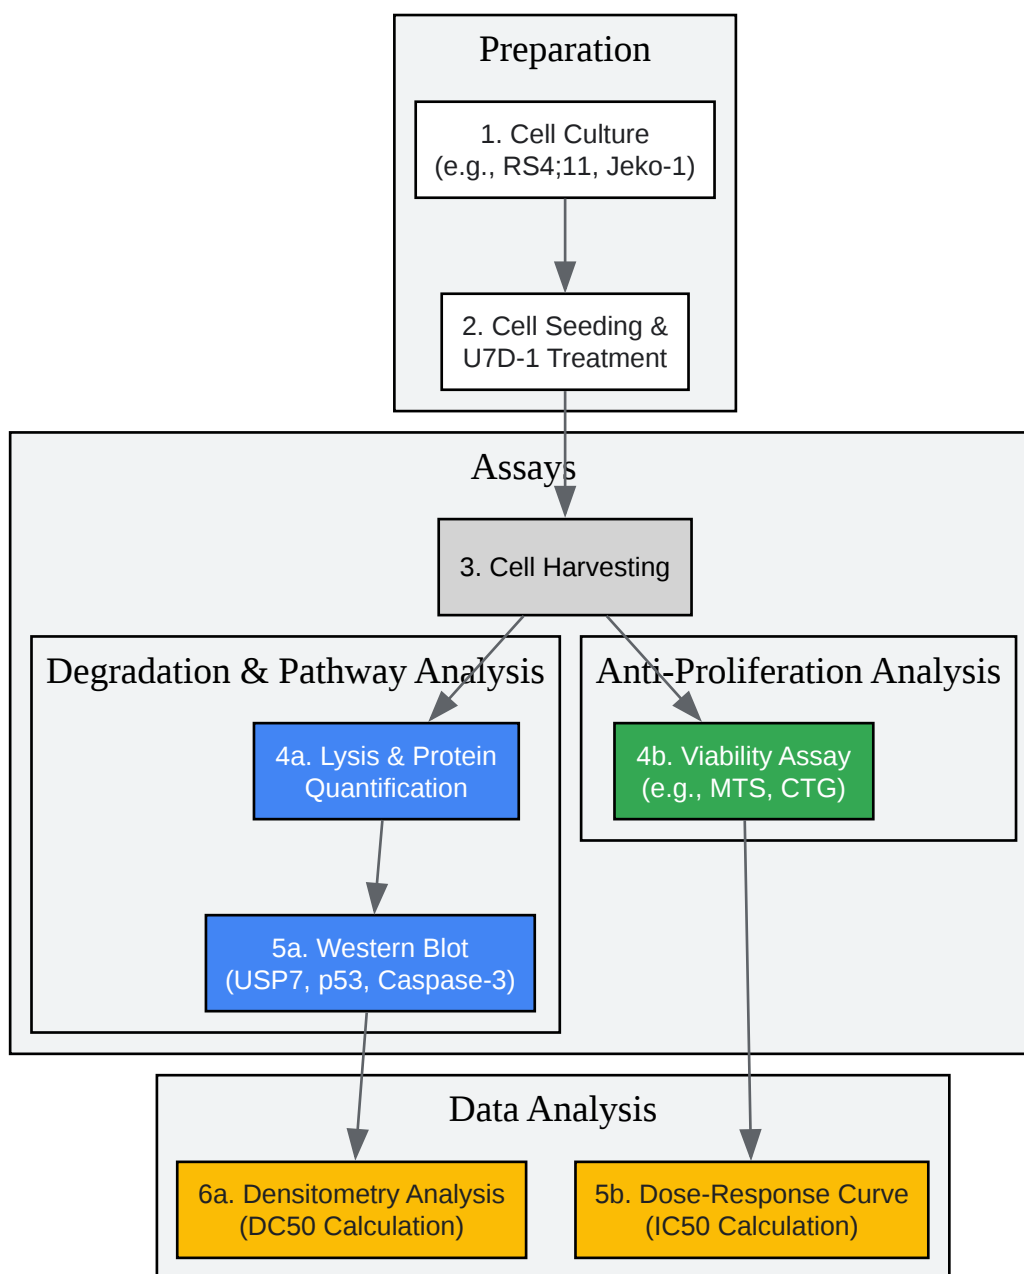 Preparation
1. Cell Culture
(e.g., RS4;11, Jeko-1)
2. Cell Seeding &
U7D-1 Treatment
Assays
3. Cell Harvesting
Degradation & Pathway Analysis
4a. Lysis & Protein
Quantification
5a. Western Blot
(USP7, p53, Caspase-3)
Anti-Proliferation Analysis
4b. Viability Assay
(e.g., MTS, CTG)
Data Analysis
6a. Densitometry Analysis
(DC50 Calculation)
5b. Dose-Response Curve
(IC50 Calculation)